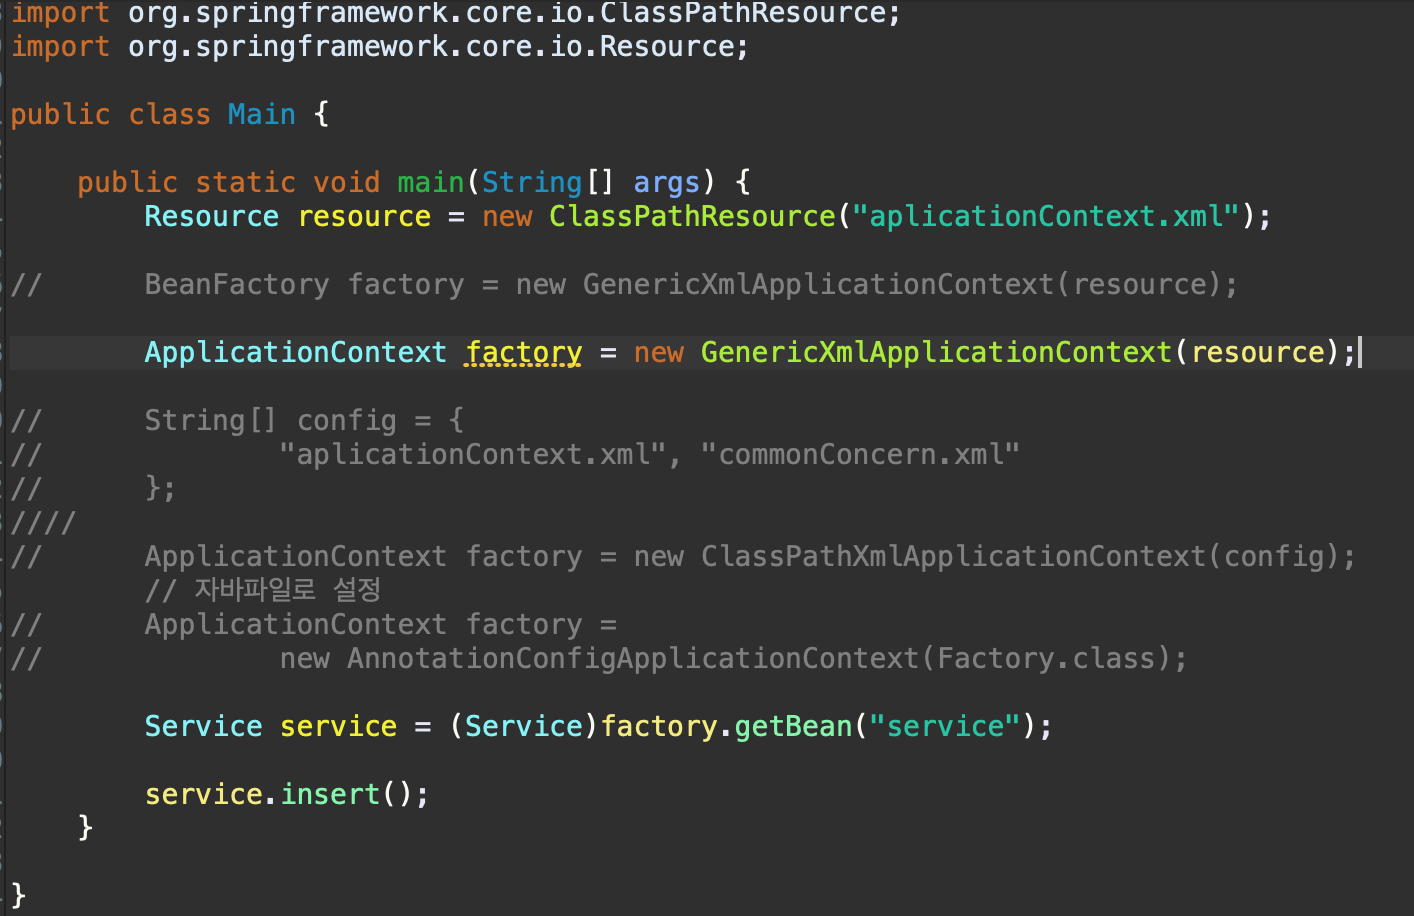 import org.springframework.core.io.ClassPathResource;
import org.springframework.core.io.Resource;
public class Main {
public static void main(String[] args) {
Resource resource = new ClassPathResource("aplicationContext.xml");
// BeanFactory factory = new GenericXmlApplicationContext(resource);
ApplicationContext factory = new GenericXmlApplicationContext(resource);
// String[] config = {
// "aplicationContext.xml", "commonConcern.xml"
// };
////
// ApplicationContext factory = new ClassPathXmlApplicationContext(config);
// 자바파일로 설정
// ApplicationContext factory =
// new AnnotationConfigApplicationContext(Factory.class);
Service service = (Service)factory.getBean("service");
service.insert();
}
}